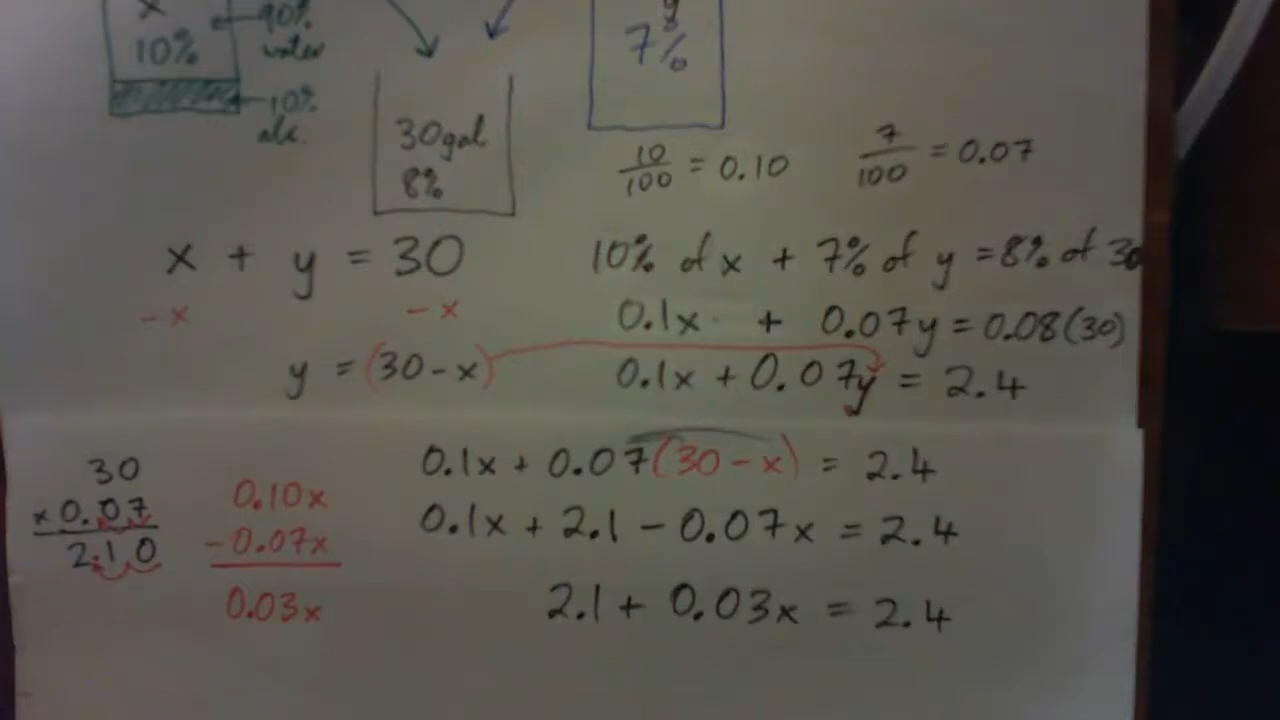 x
10%
90%
water
10%
alc.
30gal
8%
y
7%
10/100 = 0.10
7/100 = 0.07
x + y = 30
- x - x
y = (30 - x)
10% of x + 7% of y = 8% of 30
0.1x + 0.07y = 0.08(30)
0.1x + 0.07y = 2.4
30
x 0.07
2.10
0.10x
- 0.07x
0.03x
0.1x + 0.07(30 - x) = 2.4
0.1x + 2.1 - 0.07x = 2.4
2.1 + 0.03x = 2.4